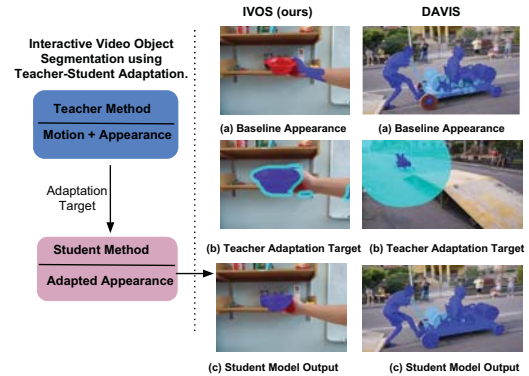 IVOS (ours)
DAVIS
Interactive Video Object
Segmentation using
Teacher-Student Adaptation.
Teacher Method
Motion + Appearance
Adaptation
Target
Student Method
Adapted Appearance
(a) Baseline Appearance
(a) Baseline Appearance
(b) Teacher Adaptation Target
(b) Teacher Adaptation Target
(c) Student Model Output
(c) Student Model Output